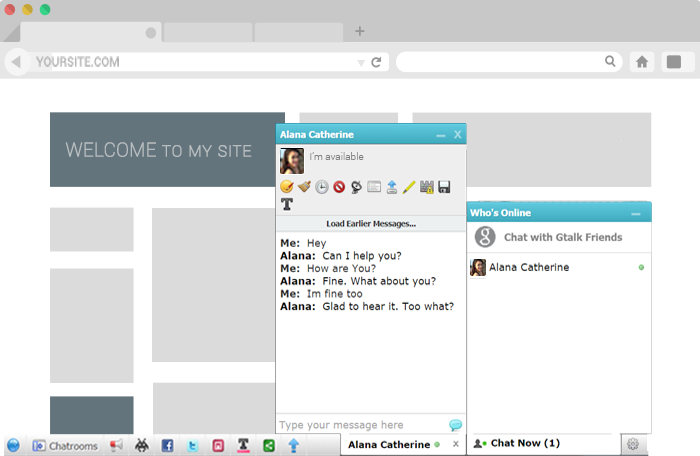 YOURSITE.COM
WELCOME TO MY SITE
Alana Catherine
I'm available
Load Earlier Messages...
Me: Hey
Alana: Can I help you?
Me: How are You?
Alana: Fine. What about you?
Me: Im fine too
Alana: Glad to hear it. Too what?
Type your message here
Who's Online
Chat with Gtalk Friends
Alana Catherine
Chatrooms
Alana Catherine x
Chat Now (1)